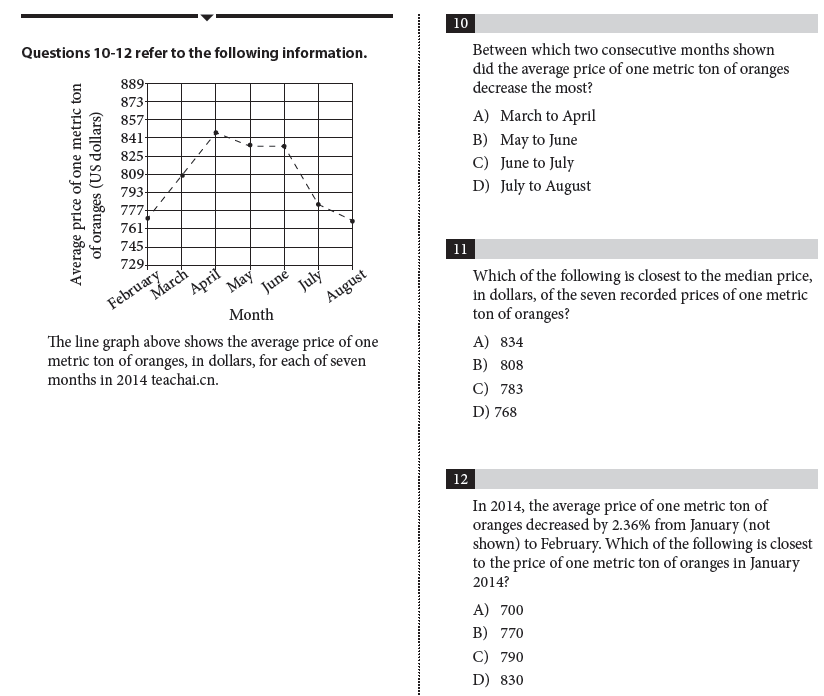 Questions 10-12 refer to the following information.
Average price of one metric ton
of oranges (US dollars)
889
873
857
841
825
809
793
777
761
745
729
February
March
April
May
June
July
August
Month
The line graph above shows the average price of one
metric ton of oranges, in dollars, for each of seven
months in 2014 teachai.cn.
10
Between which two consecutive months shown
did the average price of one metric ton of oranges
decrease the most?
A) March to April
B) May to June
C) June to July
D) July to August
11
Which of the following is closest to the median price,
in dollars, of the seven recorded prices of one metric
ton of oranges?
A) 834
B) 808
C) 783
D) 768
12
In 2014, the average price of one metric ton of
oranges decreased by 2.36% from January (not
shown) to February. Which of the following is closest
to the price of one metric ton of oranges in January
2014?
A) 700
B) 770
C) 790
D) 830